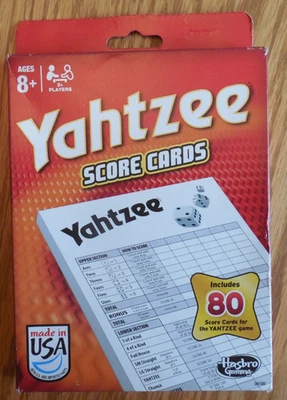 AGES
8+
2+
PLAYERS
Yahtzee
SCORE CARDS
Yahtzee
UPPER SECTION HOW TO SCORE
Aces
Twos
Threes
Fours
Fives
Sixes
TOTAL
BONUS
TOTAL
LOWER SECTION
3 of a Kind
4 of a Kind
Full House
SM Straight
LG Straight
YAHTZEE
Chance
Includes
80
Score Cards for
the YAHTZEE game
made in
USA
Hasbro
Gaming